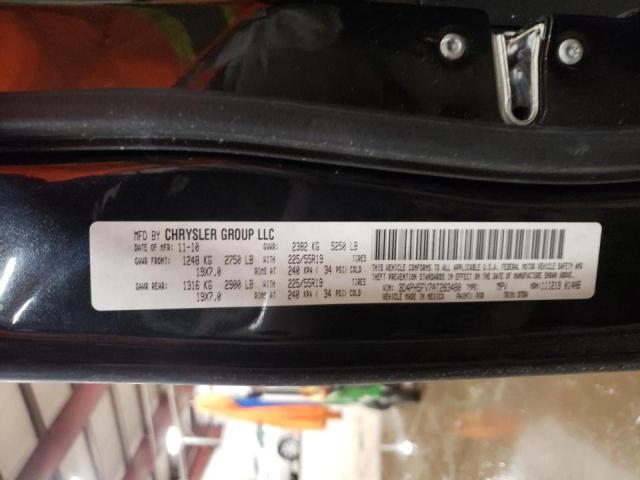 MFD BY CHRYSLER GROUP LLC
DATE OF MFR: 11-10 GVWR: 2382 KG 5250 LB
GAWR FRONT: 1248 KG 2750 LB 225/55R19 TIRES
19X7.0 RIMS AT 240 KPA ( 34 PSI) COLD
GAWR REAR: 1316 KG 2900 LB 225/55R19 TIRES
19X7.0 RIMS AT 240 KPA ( 34 PSI) COLD
THIS VEHICLE CONFORMS TO ALL APPLICABLE U.S.A. FEDERAL MOTOR VEHICLE SAFETY AND
THEFT PREVENTION STANDARDS IN EFFECT ON THE DATE OF MANUFACTURE SHOWN ABOVE.
VIN: TYPE: MPV MDH:
VEHICLE MADE IN MEXICO PAINT: TRIM: